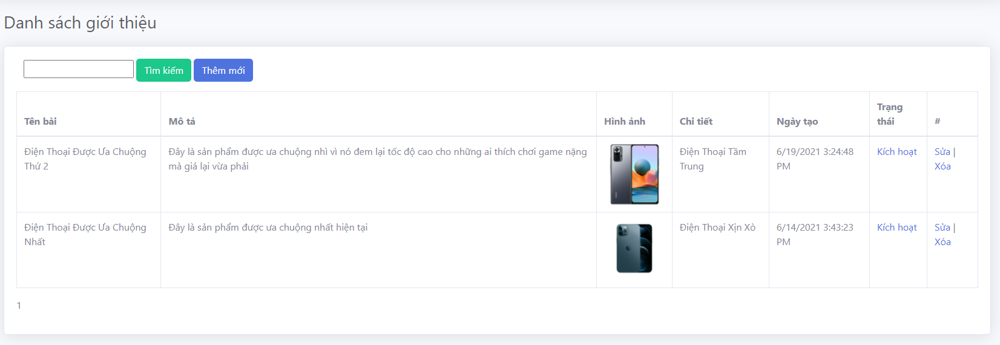 Danh sách giới thiệu
Tìm kiếm Thêm mới
Tên bài Mô tả Hình ảnh Chi tiết Ngày tạo Trạng thái #
Điện Thoại Được Ưa Chuộng Thứ 2
Đây là sản phẩm được ưa chuộng nhì vì nó đem lại tốc độ cao cho những ai thích chơi game nặng
mà giá lại vừa phải
Điện Thoại Tầm Trung
6/19/2021 3:24:48 PM
Kích hoạt
Sửa |
Xóa
Điện Thoại Được Ưa Chuộng Nhất
Đây là sản phẩm được ưa chuộng nhất hiện tại
Điện Thoại Xịn Xò
6/14/2021 3:43:23 PM
Kích hoạt
Sửa |
Xóa
1